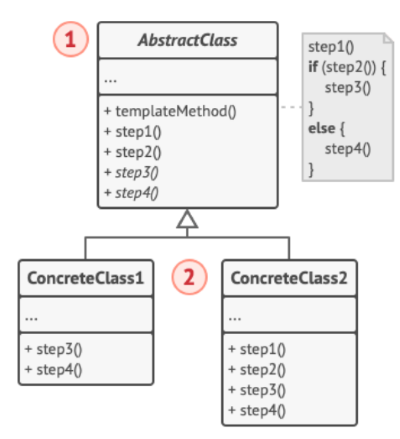 1
AbstractClass
...
+ templateMethod()
+ step1()
+ step2()
+ step3()
+ step4()
step1()
if (step2()) {
step3()
}
else {
step4()
}
2
ConcreteClass1
...
+ step3()
+ step4()
ConcreteClass2
...
+ step1()
+ step2()
+ step3()
+ step4()